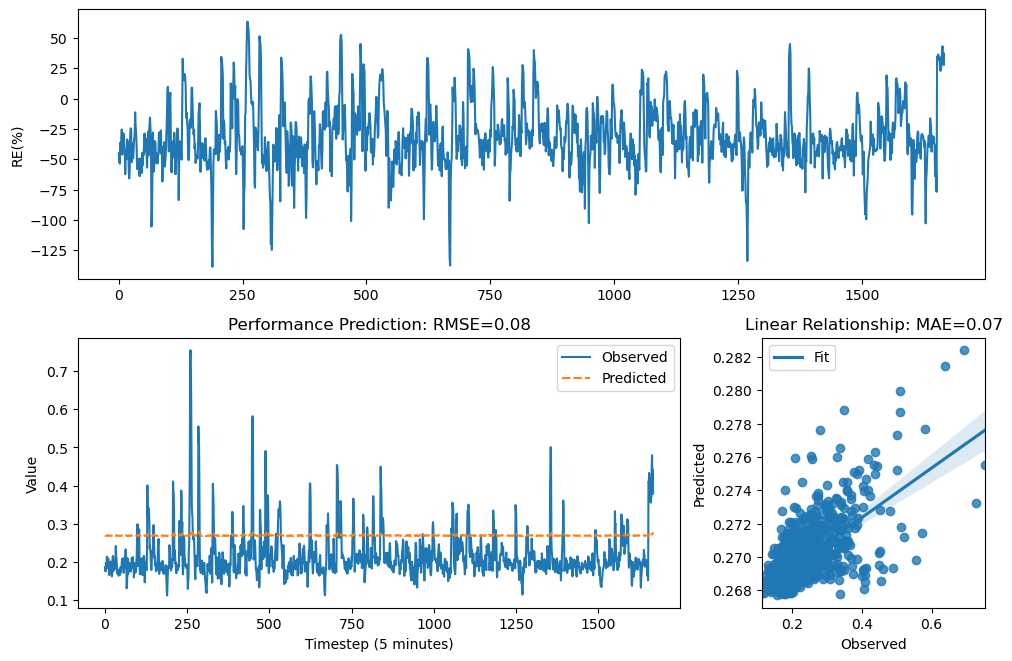 RE(%)
50
25
0
−25
−50
−75
−100
−125
0 250 500 750 1000 1250 1500
Performance Prediction: RMSE=0.08
Value
0.7
0.6
0.5
0.4
0.3
0.2
0.1
Observed
Predicted
0 250 500 750 1000 1250 1500
Timestep (5 minutes)
Linear Relationship: MAE=0.07
Predicted
0.282
0.280
0.278
0.276
0.274
0.272
0.270
0.268
Fit
0.2 0.4 0.6
Observed